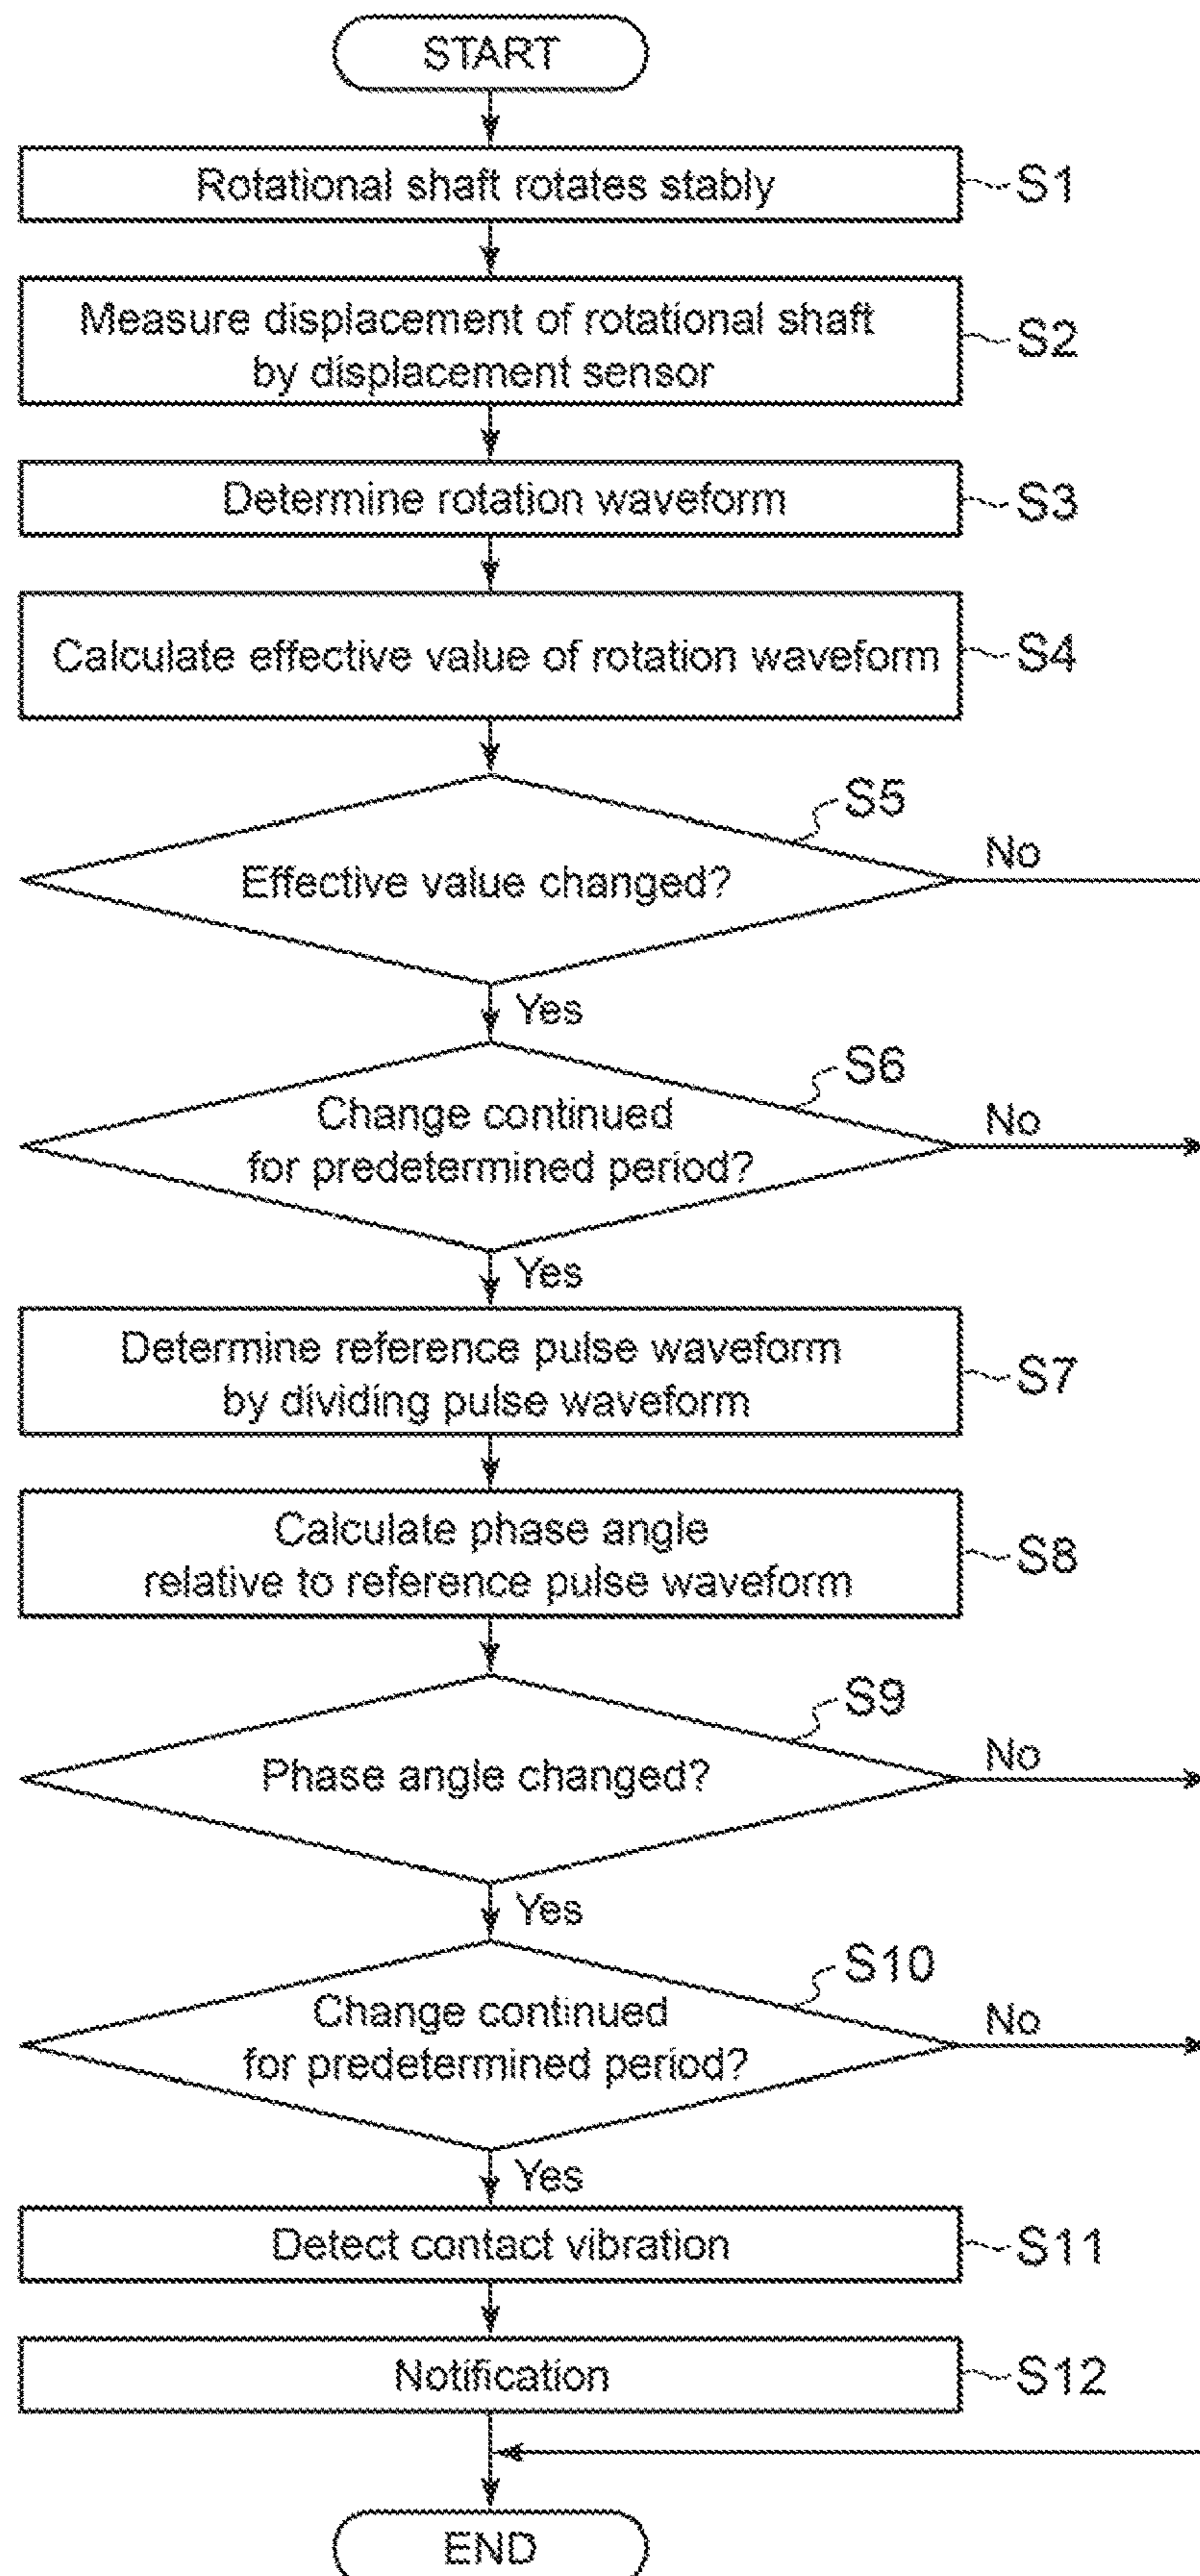 START
Rotational shaft rotates stably
S1
Measure displacement of rotational shaft
by displacement sensor
S2
Determine rotation waveform
S3
Calculate effective value of rotation waveform
S4
S5
Effective value changed?
No
Yes
S6
Change continued
for predetermined period?
No
Yes
Determine reference pulse waveform
by dividing pulse waveform
S7
Calculate phase angle
relative to reference pulse waveform
S8
S9
Phase angle changed?
No
Yes
S10
Change continued
for predetermined period?
No
Yes
Detect contact vibration
S11
Notification
S12
END